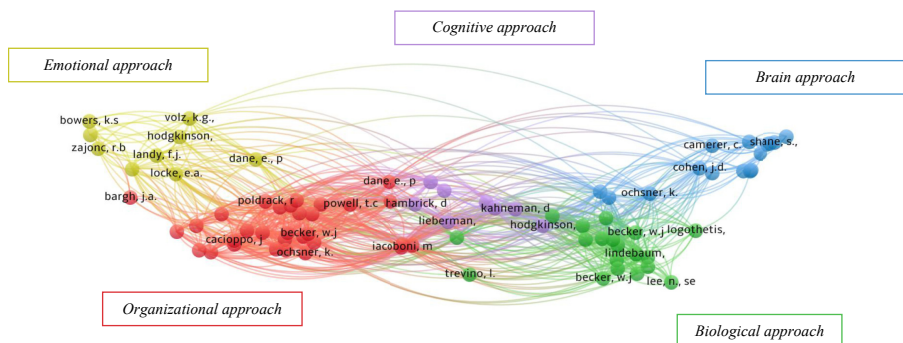 Cognitive approach
Emotional approach
Brain approach
bowers, k.s
volz, k.g.,
hodgkinson,
zajonc, r.b
landy, f.j.
dane, e., p
locke, e.a.
bargh, j.a.
camerer, c.
shane, s.,
cohen, j.d.
ochsner, k.
dane, e., p
poldrack, r.
powell, t.c
hambrick, d
kahneman, d
lieberman,
hodgkinson,
cacioppo, j
becker, w.j
ochsner, k.
iacoboni, m
becker, w.j
logothetis,
lindebaum,
trevino, l.
becker, w.j
lee, n., se
Organizational approach
Biological approach